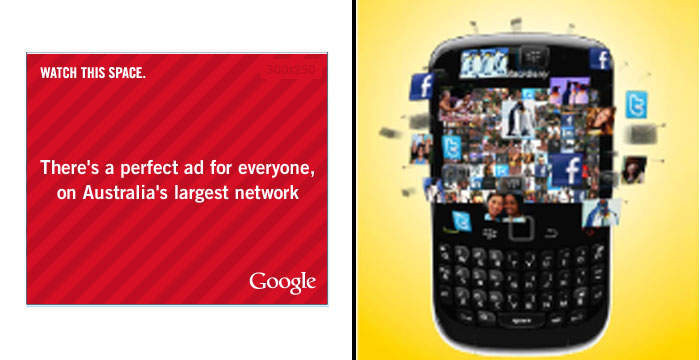 WATCH THIS SPACE.
300x250
There's a perfect ad for everyone,
on Australia's largest network
Google